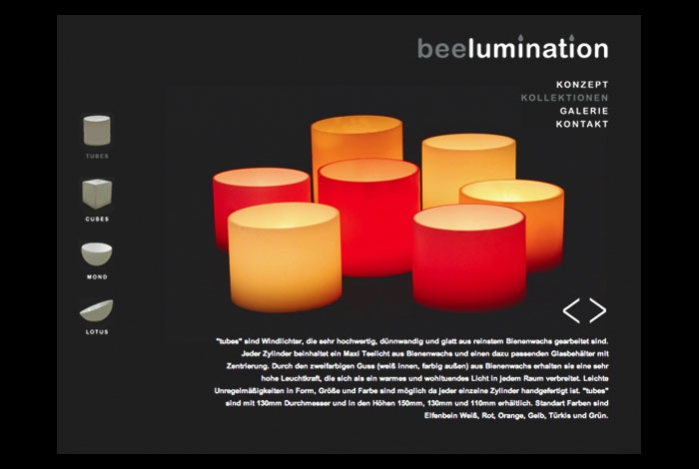 beelumination
KONZEPT
KOLLEKTIONEN
GALERIE
KONTAKT
TUBES
CUBES
MOND
LOTUS
"tubes" sind Windlichter, die sehr hochwertig, dünnwandig und glatt aus reinstem Bienenwachs gearbeitet sind.
Jeder Zylinder beinhaltet ein Maxi Teelicht aus Bienenwachs und einen dazu passenden Glasbehälter mit
Zentrierung. Durch den zweifarbigen Guss (weiß innen, farbig außen) aus Bienenwachs erhalten sie eine sehr
hohe Leuchtkraft, die sich als ein warmes und wohltuendes Licht in jedem Raum verbreitet. Leichte
Unregelmäßigkeiten in Form, Größe und Farbe sind möglich da jeder einzelne Zylinder handgefertigt ist. "tubes"
sind mit 130mm Durchmesser und in den Höhen 150mm, 130mm und 110mm erhältlich. Standart Farben sind
Elfenbein Weiß, Rot, Orange, Gelb, Türkis und Grün.